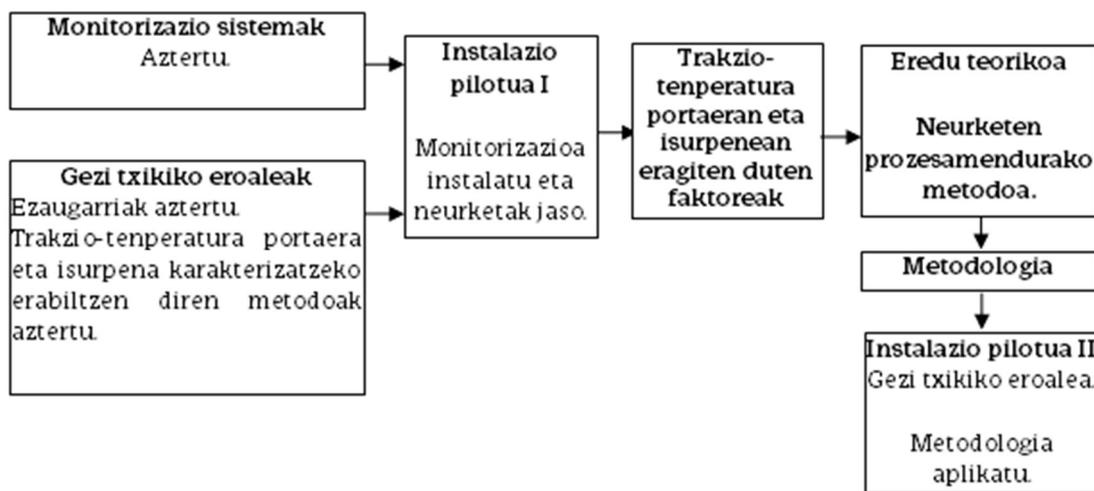 Monitorizazio sistemak
Aztertu.
Gezi txikiko eroaleak
Ezaugarriak aztertu.
Trakzio-tenperatura portaera
eta isurpena karakterizatzeko
erabiltzen diren metodoak
aztertu.
Instalazio
pilotua I
Monitorizazioa
instalatu eta
neurketak jaso.
Trakzio-
tenperatura
portaeran eta
isurpenean
eragiten duten
faktoreak
Eredu teorikoa
Neurketen
prozesamendurako
metodoa.
Metodologia
Instalazio pilotua II
Gezi txikiko eroalea.
Metodologia
aplikatu.